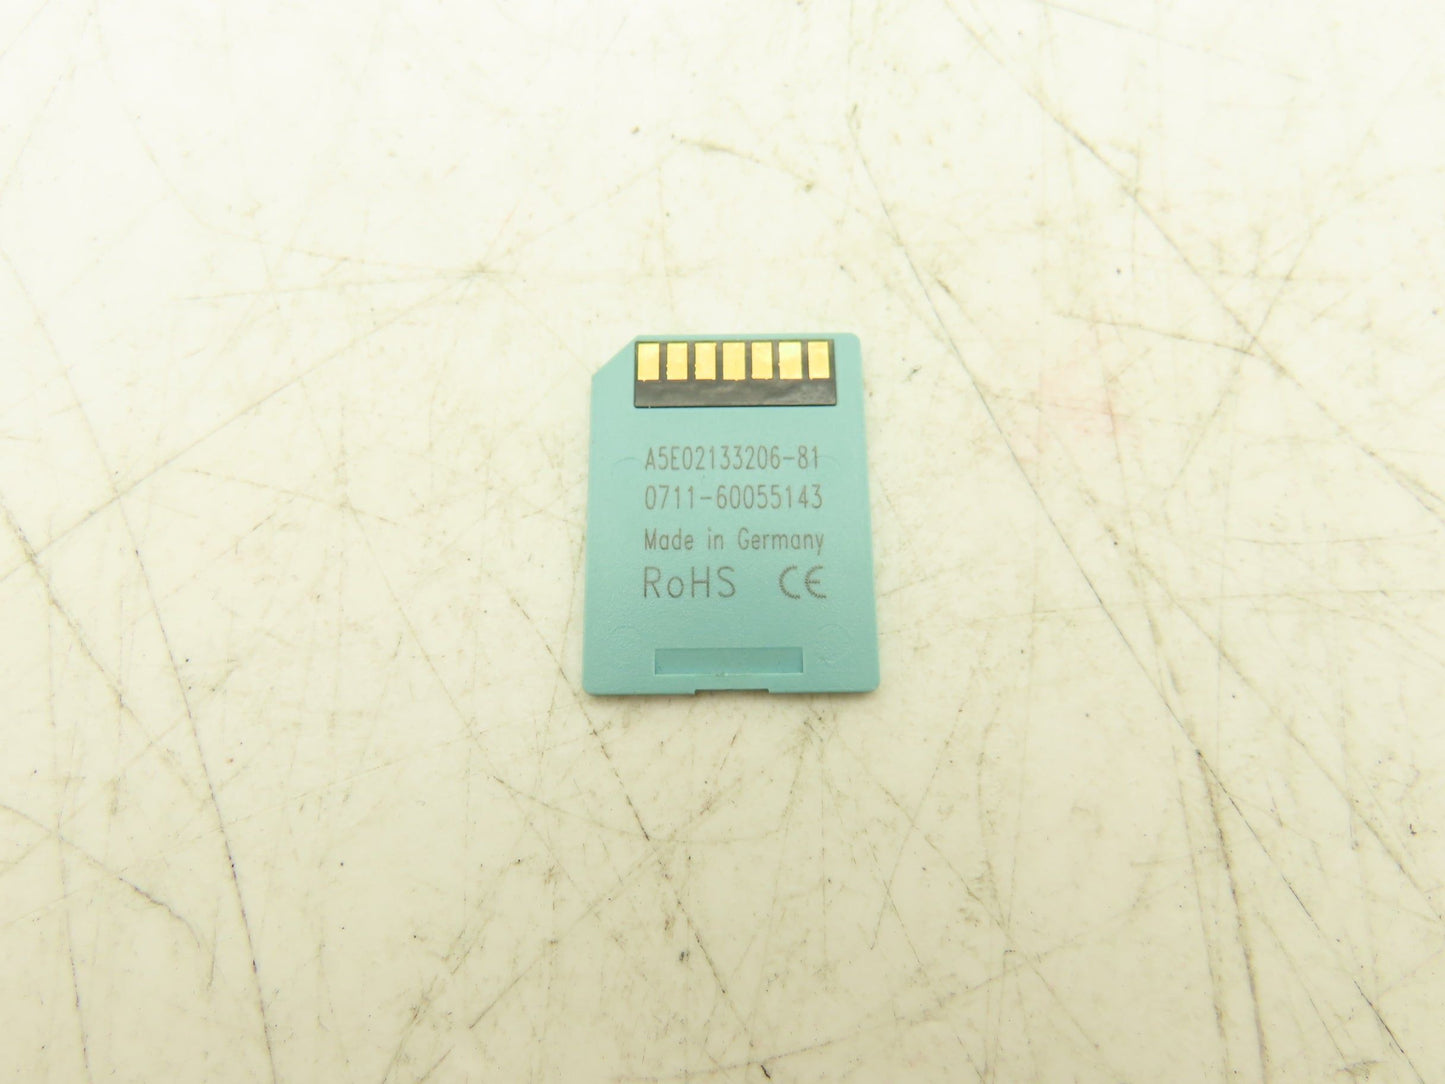 A5E02133206-81
0711-60055143
Made in Germany
RoHS CE